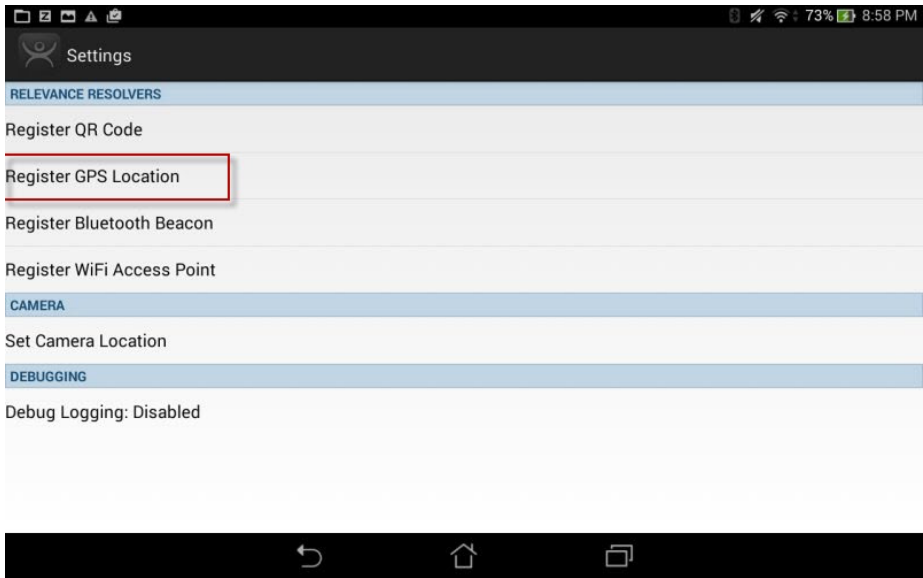 73% 8:58 PM
Settings
RELEVANCE RESOLVERS
Register QR Code
Register GPS Location
Register Bluetooth Beacon
Register WiFi Access Point
CAMERA
Set Camera Location
DEBUGGING
Debug Logging: Disabled